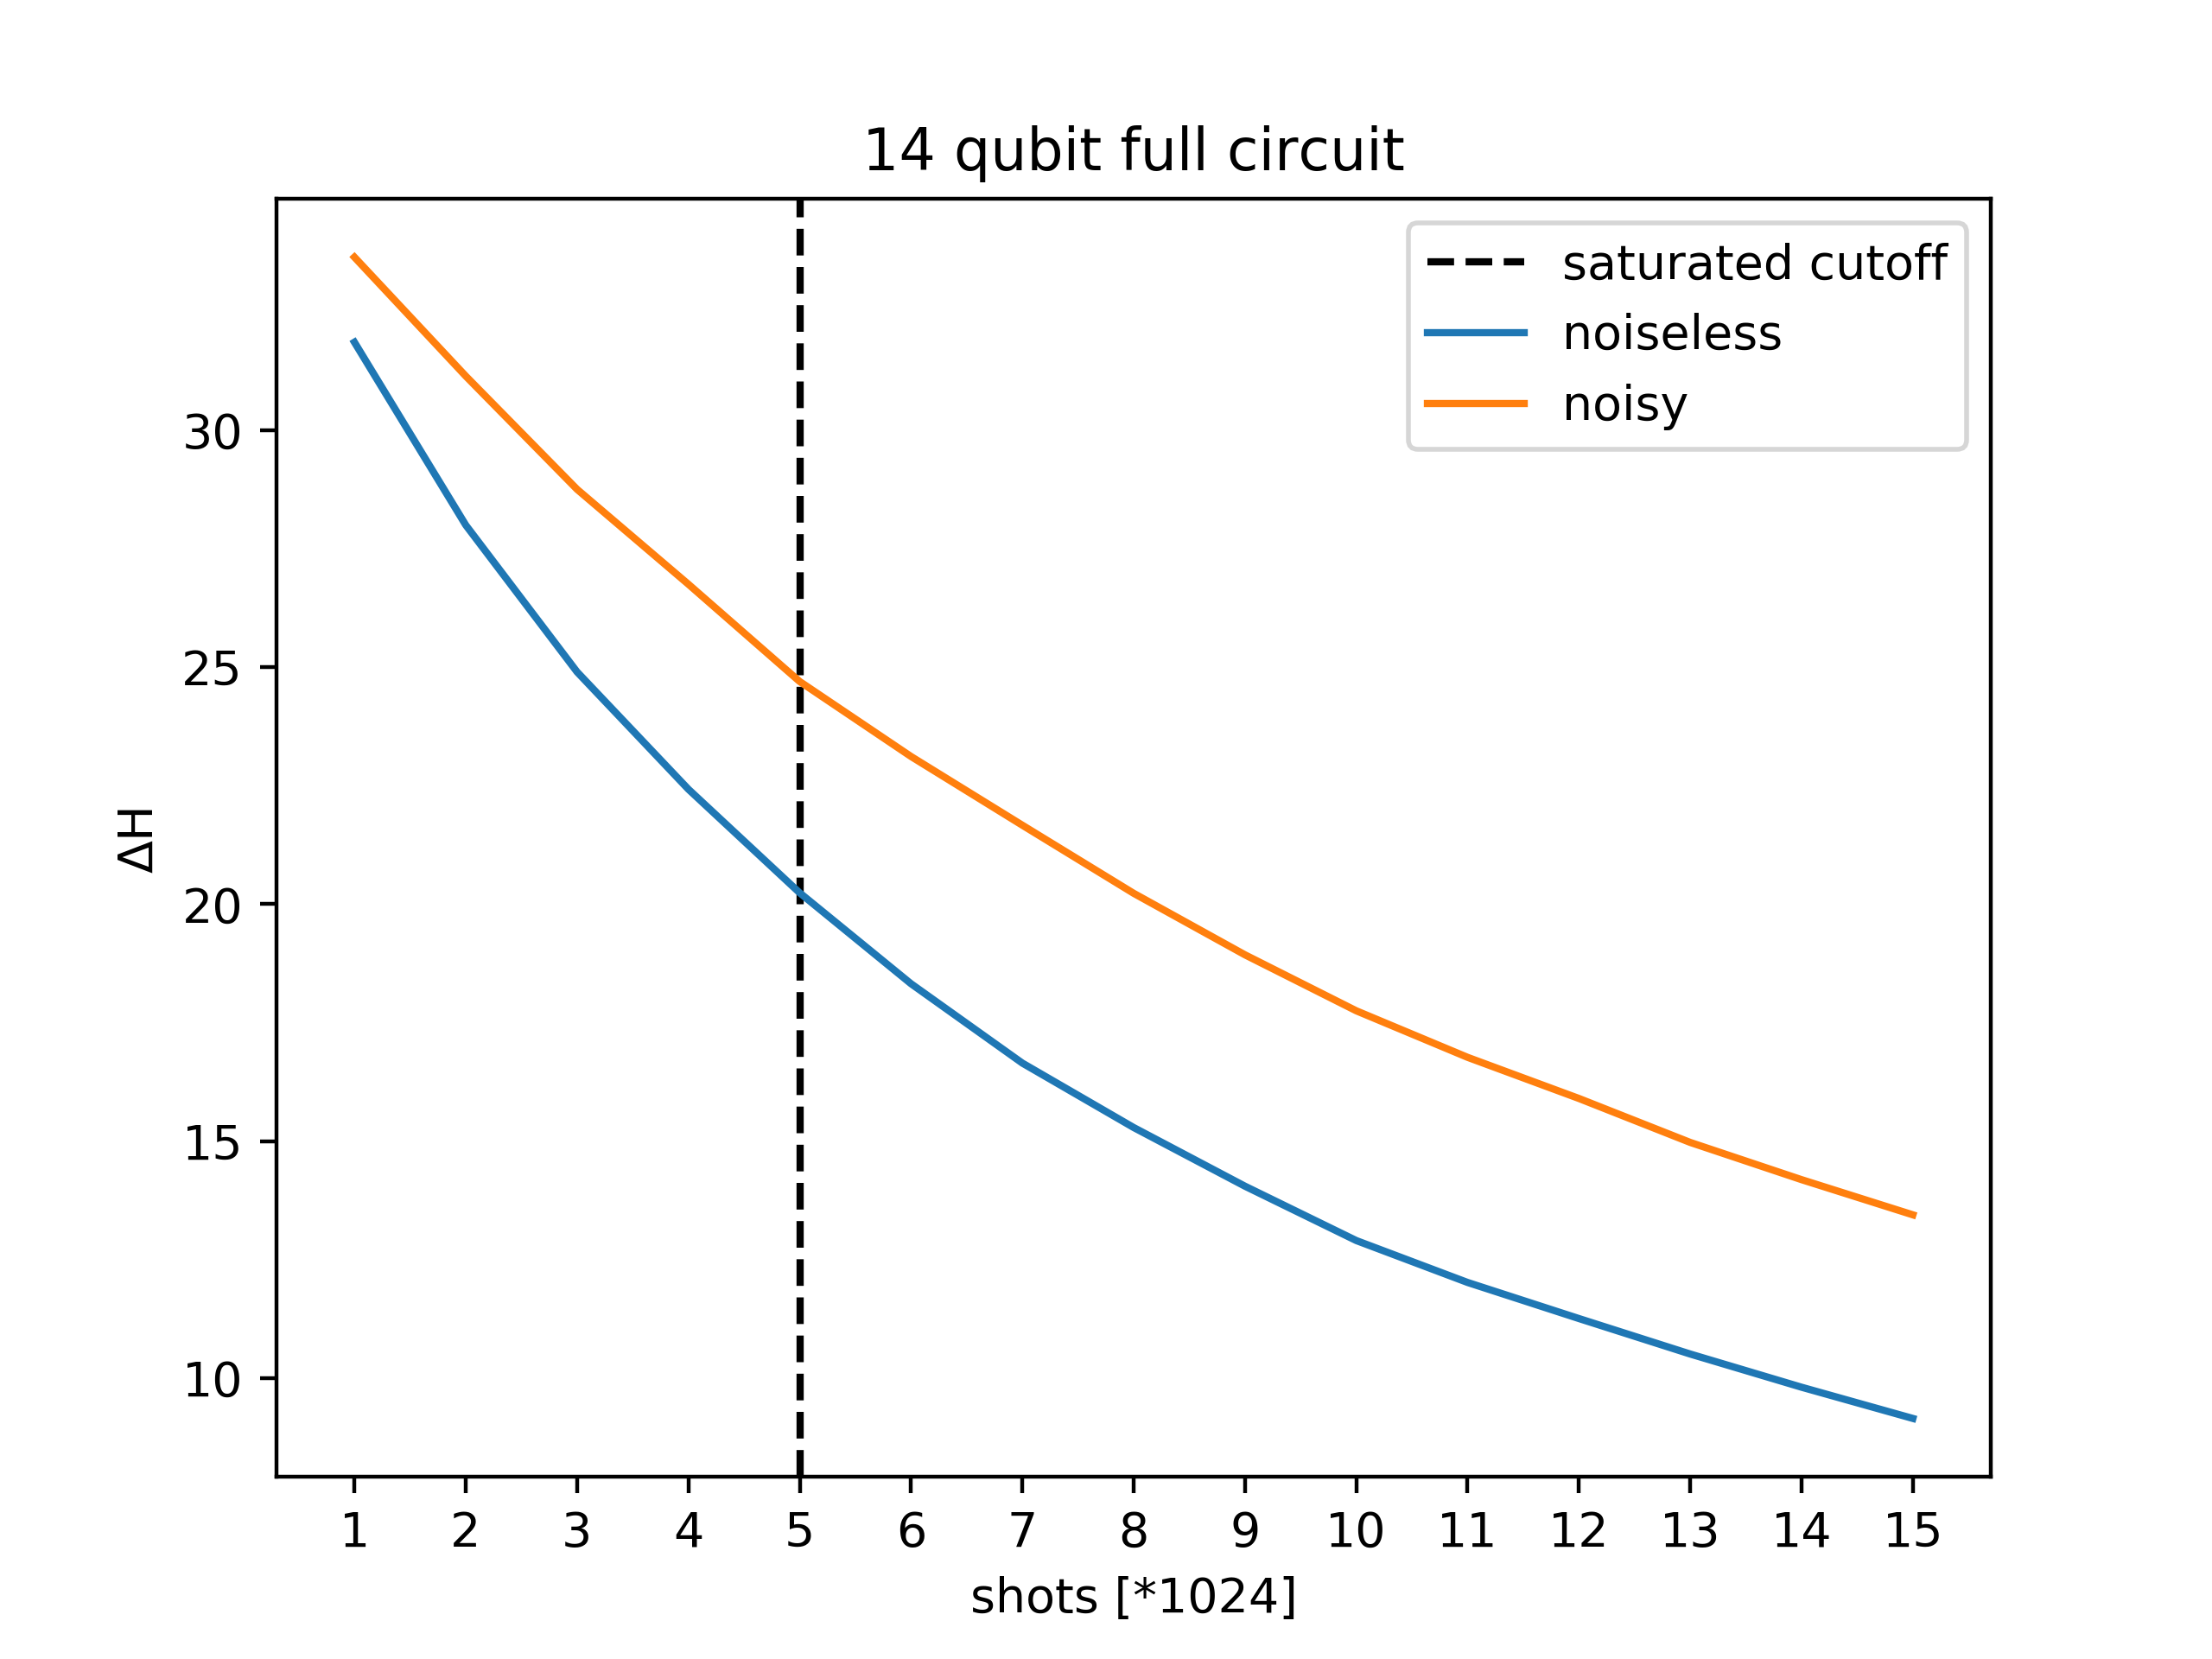 14 qubit full circuit
saturated cutoff
noiseless
noisy
30
25
20
15
10
ΔH
1 2 3 4 5 6 7 8 9 10 11 12 13 14 15
shots [*1024]